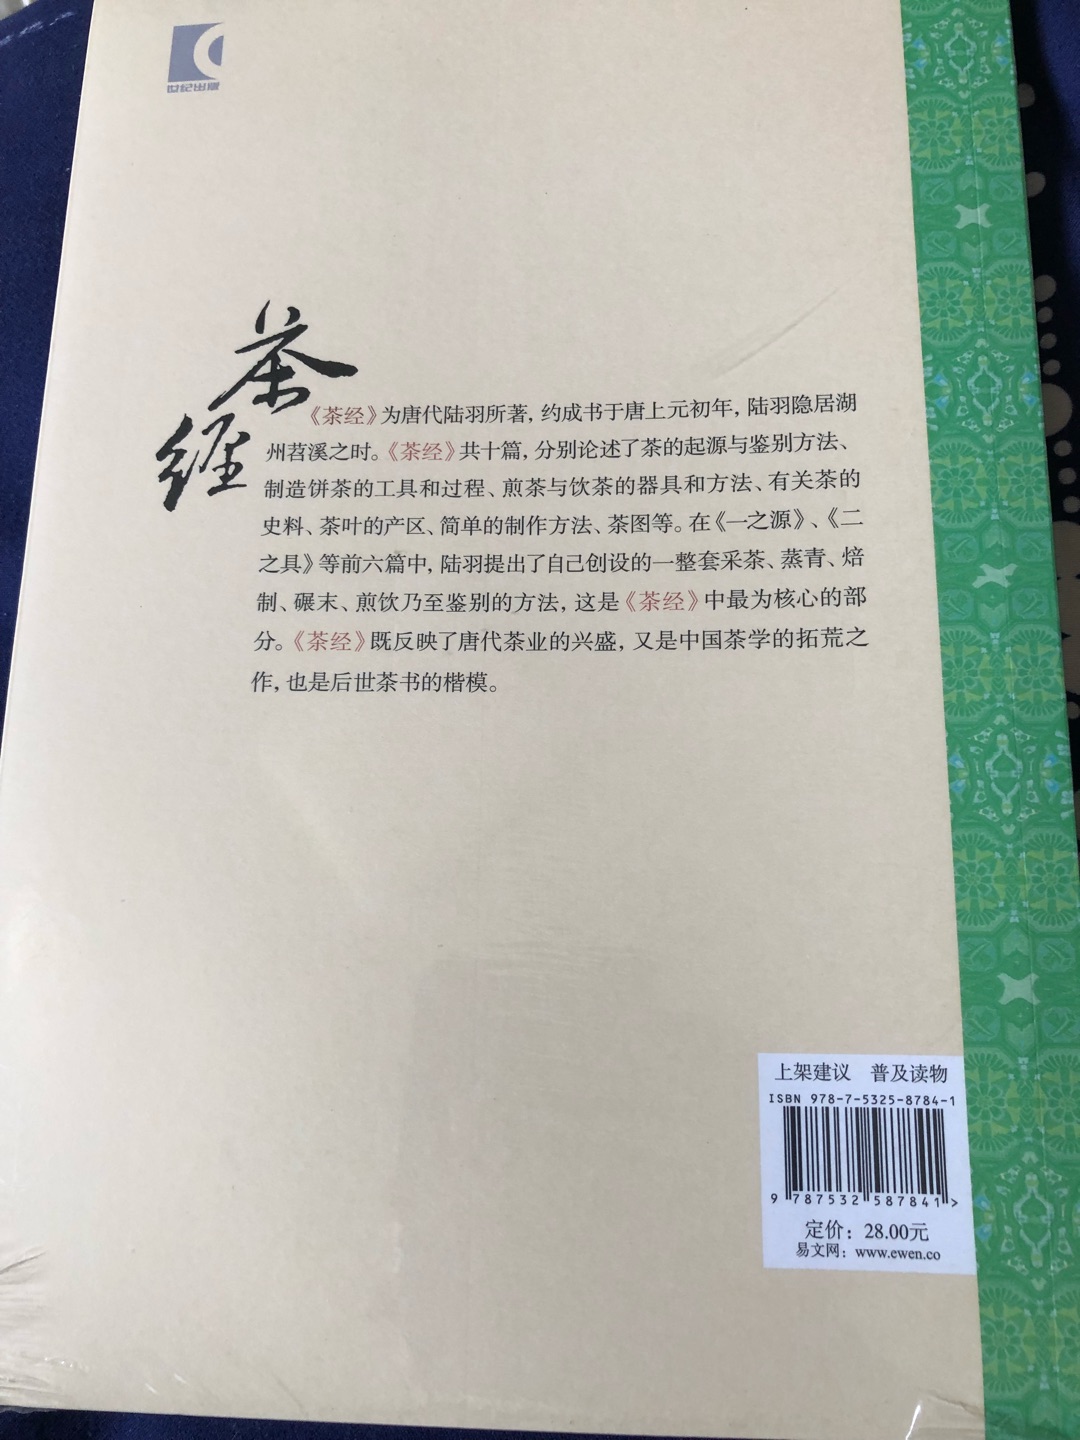 世纪出版
茶
经
《茶经》为唐代陆羽所著，约成书于唐上元初年，陆羽隐居湖
州苕溪之时。《茶经》共十篇，分别论述了茶的起源与鉴别方法、
制造饼茶的工具和过程、煎茶与饮茶的器具和方法、有关茶的
史料、茶叶的产区、简单的制作方法、茶图等。在《一之源》、《二
之具》等前六篇中，陆羽提出了自己创设的一整套采茶、蒸青、焙
制、碾末、煎饮乃至鉴别的方法，这是《茶经》中最为核心的部
分。《茶经》既反映了唐代茶业的兴盛，又是中国茶学的拓荒之
作，也是后世茶书的楷模。
上架建议 普及读物
ISBN 978-7-5325-8784-1
9 787532 587841 >
定价：28.00元
易文网：www.ewen.co